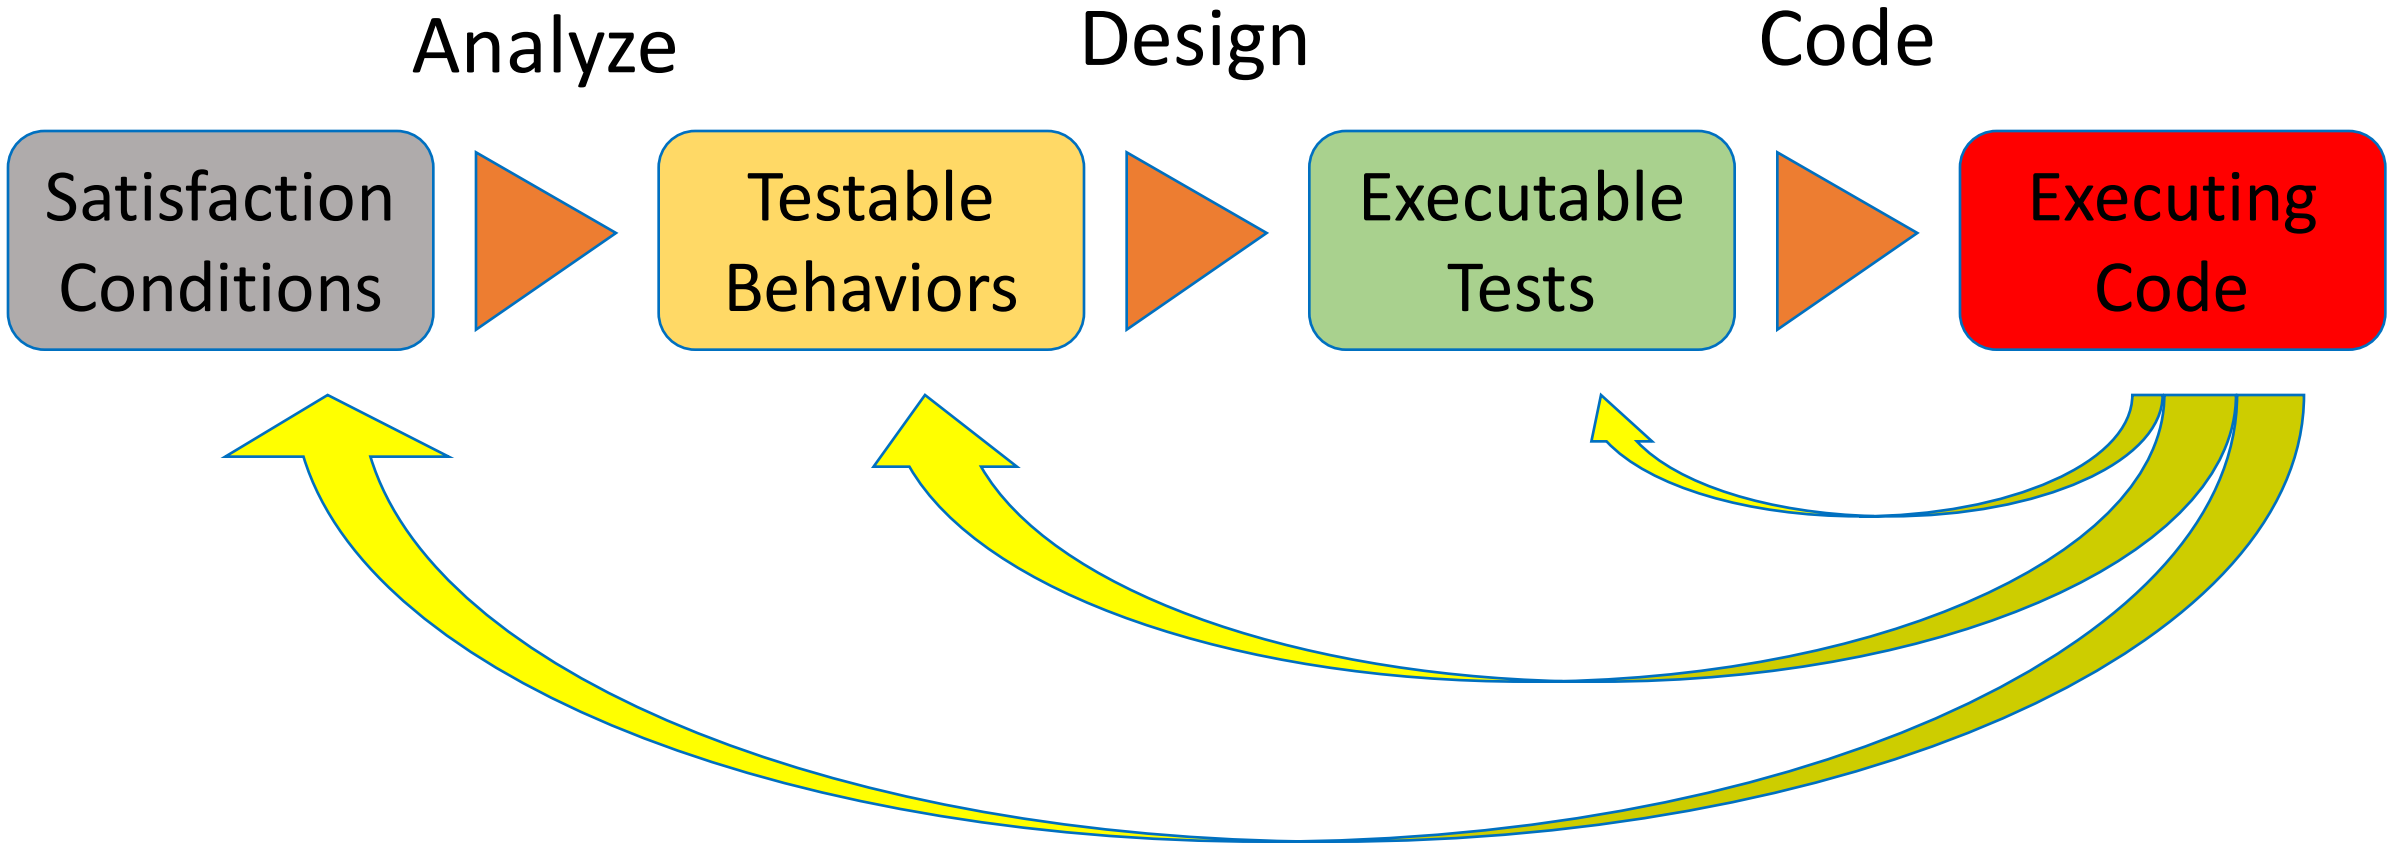 Analyze
Design
Code
Satisfaction
Conditions
Testable
Behaviors
Executable
Tests
Executing
Code